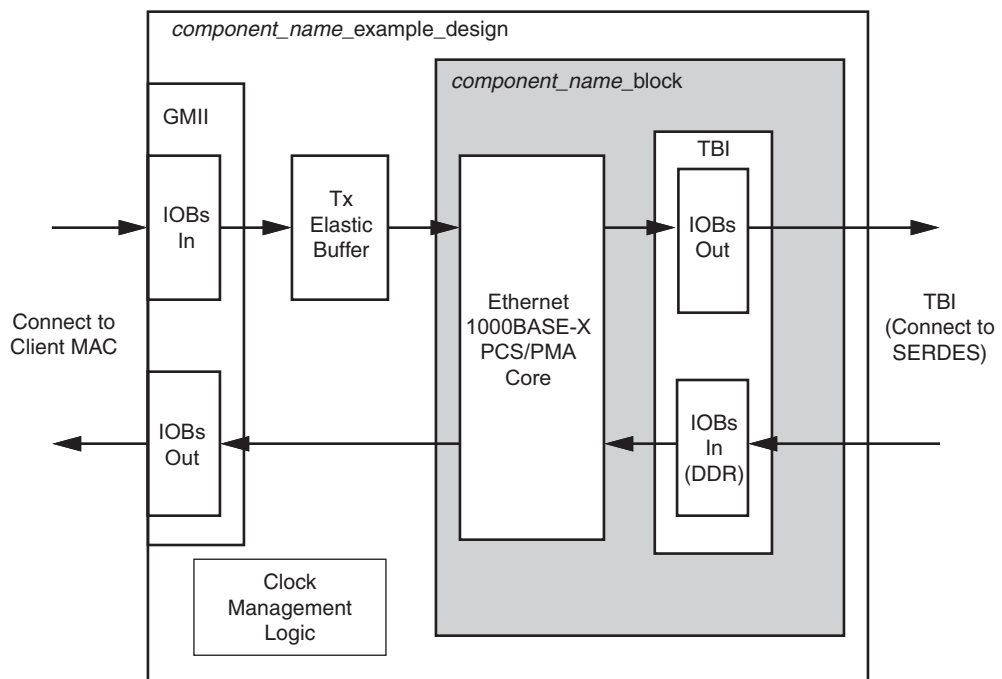 component_name_example_design
component_name_block
GMII
TBI
IOBs
In
Tx
Elastic
Buffer
IOBs
Out
Connect to
Client MAC
Ethernet
1000BASE-X
PCS/PMA
Core
TBI
(Connect to
SERDES)
IOBs
Out
IOBs
In
(DDR)
Clock
Management
Logic